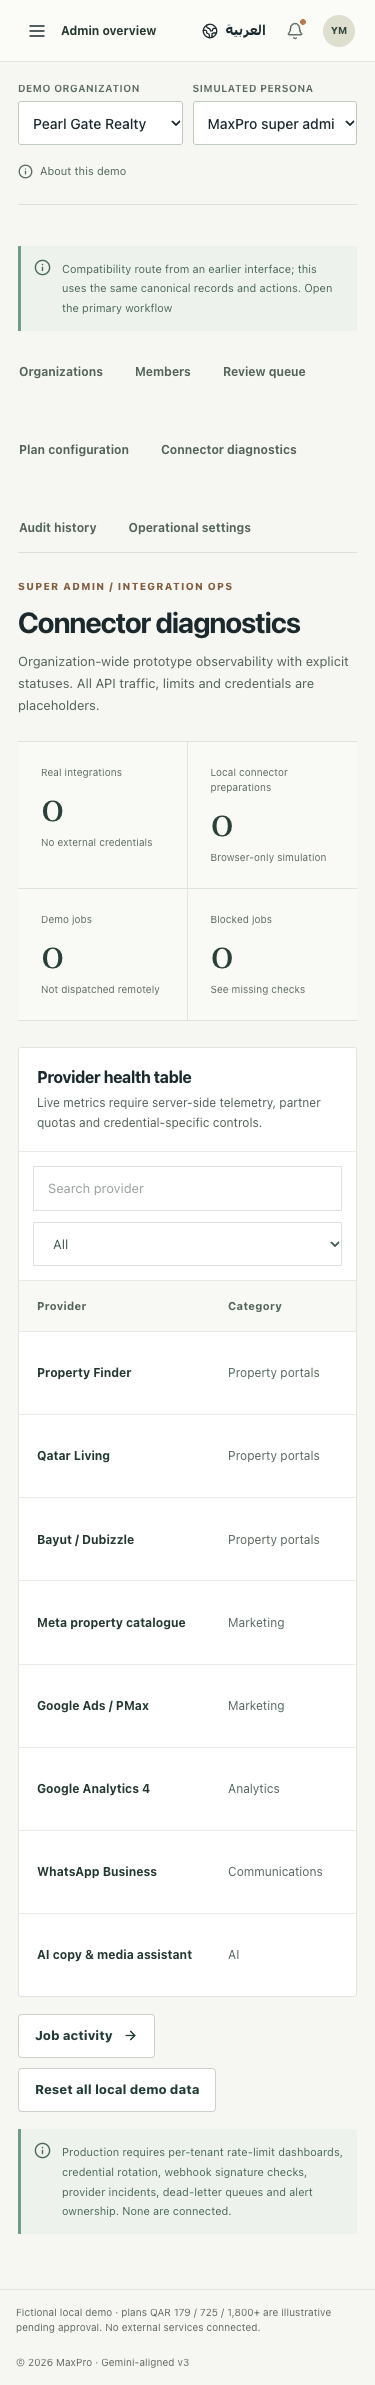 Admin overview
العربية
YM
DEMO ORGANIZATION
SIMULATED PERSONA
Pearl Gate Realty
MaxPro super admi
About this demo
Compatibility route from an earlier interface; this
uses the same canonical records and actions. Open
the primary workflow
Organizations
Members
Review queue
Plan configuration
Connector diagnostics
Audit history
Operational settings
SUPER ADMIN / INTEGRATION OPS
Connector diagnostics
Organization-wide prototype observability with explicit
statuses. All API traffic, limits and credentials are
placeholders.
Real integrations
0
No external credentials
Local connector
preparations
0
Browser-only simulation
Demo jobs
0
Not dispatched remotely
Blocked jobs
0
See missing checks
Provider health table
Live metrics require server-side telemetry, partner
quotas and credential-specific controls.
Search provider
All
Provider
Category
Property Finder
Property portals
Qatar Living
Property portals
Bayut / Dubizzle
Property portals
Meta property catalogue
Marketing
Google Ads / PMax
Marketing
Google Analytics 4
Analytics
WhatsApp Business
Communications
AI copy & media assistant
AI
Job activity
Reset all local demo data
Production requires per-tenant rate-limit dashboards,
credential rotation, webhook signature checks,
provider incidents, dead-letter queues and alert
ownership. None are connected.
Fictional local demo · plans QAR 179 / 725 / 1,800+ are illustrative
pending approval. No external services connected.
© 2026 MaxPro · Gemini-aligned v3